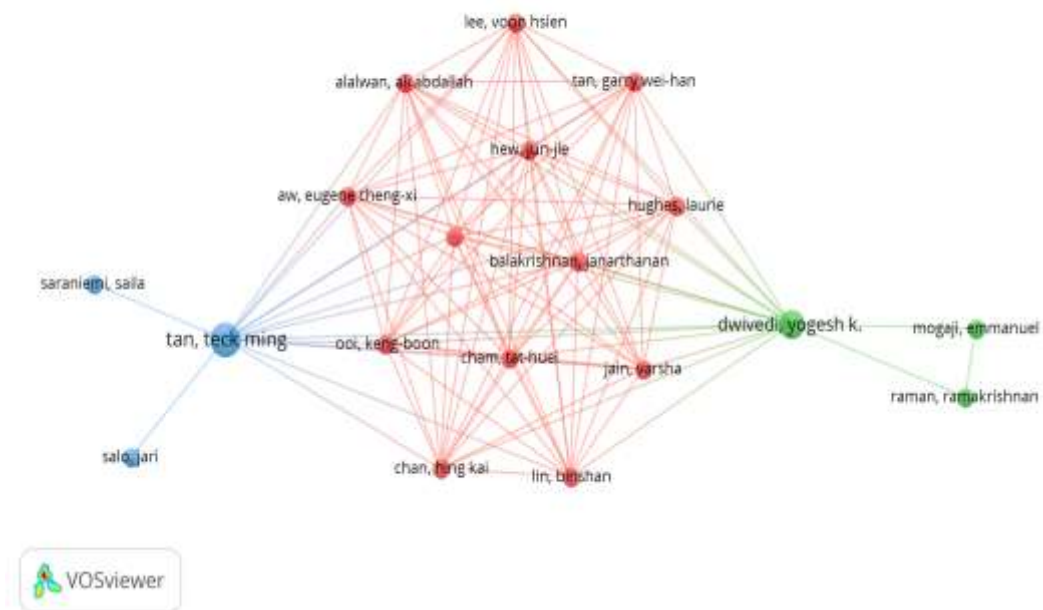 lee, voon hsien
alalwan, ali abdallah
tan, garry wei-han
hew, jun-jie
aw, eugene cheng-xi
hughes, laurie
balakrishnan, janarthanan
saraniemi, saila
tan, teck ming
ooi, keng-boon
cham, tat-huei
jain, varsha
dwivedi, yogesh k.
mogaji, emmanuel
raman, ramakrishnan
salo, jari
chan, hing kai
lin, binshan
VOSviewer